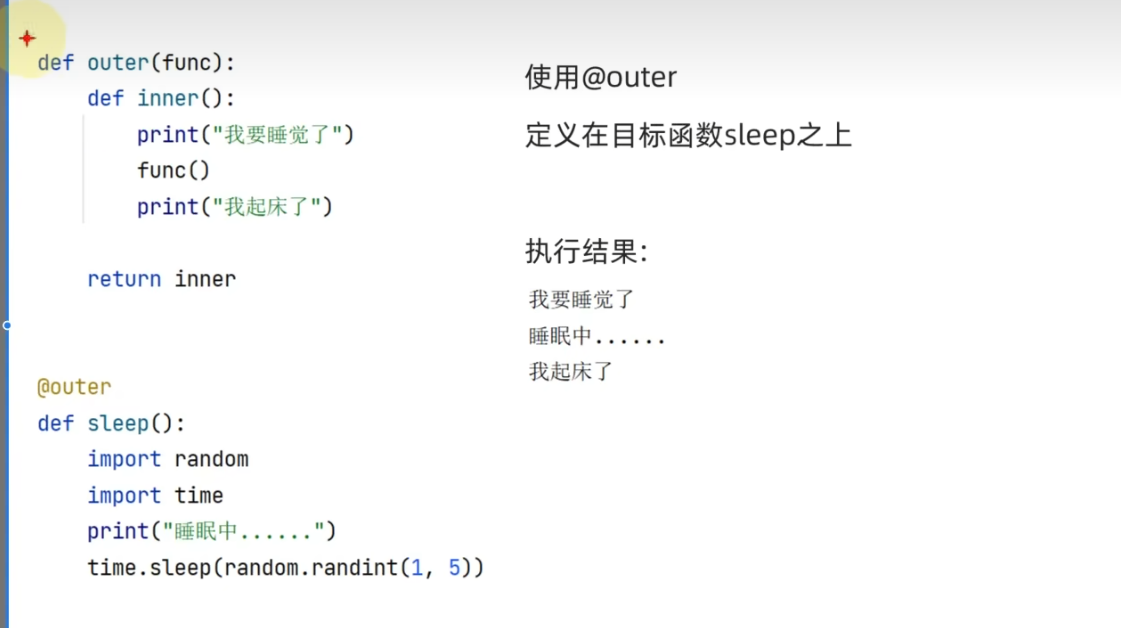 def outer(func):
    def inner():
        print("我要睡觉了")
        func()
        print("我起床了")
    return inner
@outer
def sleep():
    import random
    import time
    print("睡眠中......")
    time.sleep(random.randint(1, 5))
使用@outer
定义在目标函数sleep之上
执行结果：
我要睡觉了
睡眠中......
我起床了